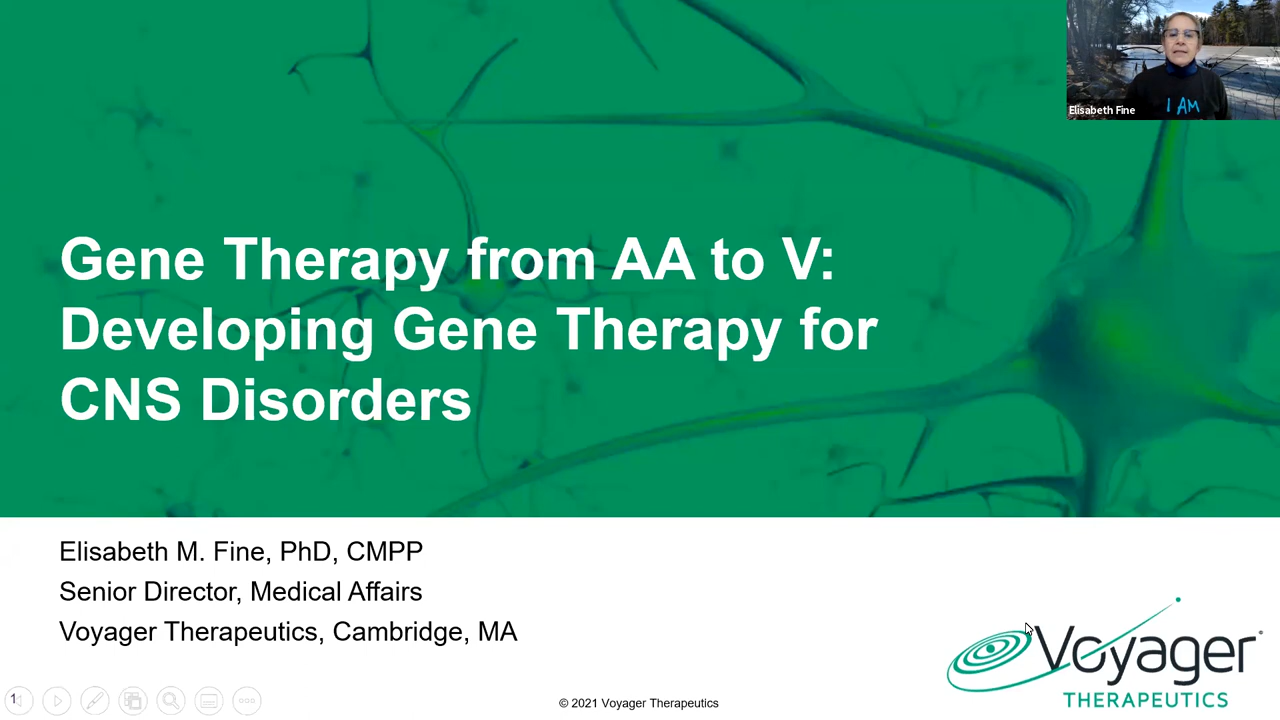 Elisabeth Fine
I AM
Gene Therapy from AA to V:
Developing Gene Therapy for
CNS Disorders
Elisabeth M. Fine, PhD, CMPP
Senior Director, Medical Affairs
Voyager Therapeutics, Cambridge, MA
Voyager
THERAPEUTICS
1
© 2021 Voyager Therapeutics